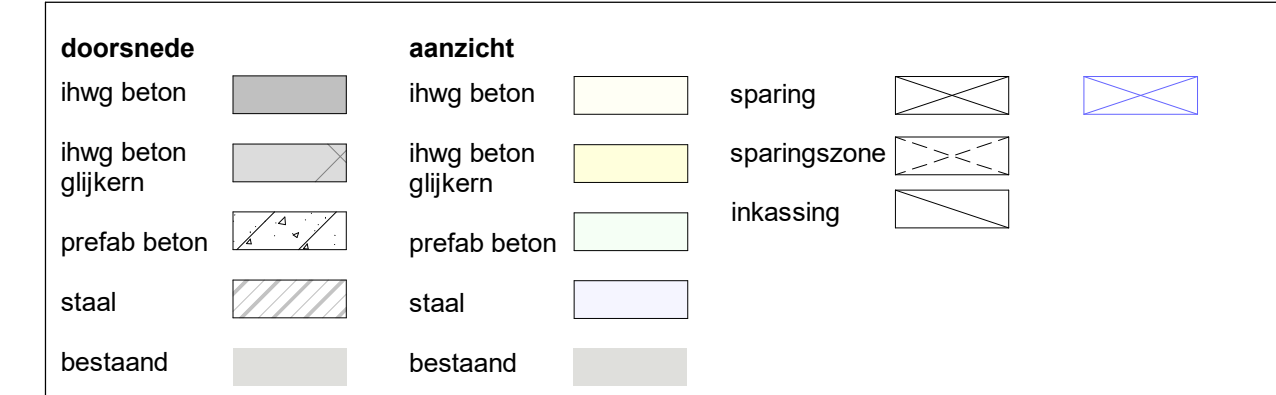 doorsnede
ihwg beton
ihwg beton
glijkern
prefab beton
staal
bestaand
aanzicht
ihwg beton
ihwg beton
glijkern
prefab beton
staal
bestaand
sparing
sparingszone
inkassing